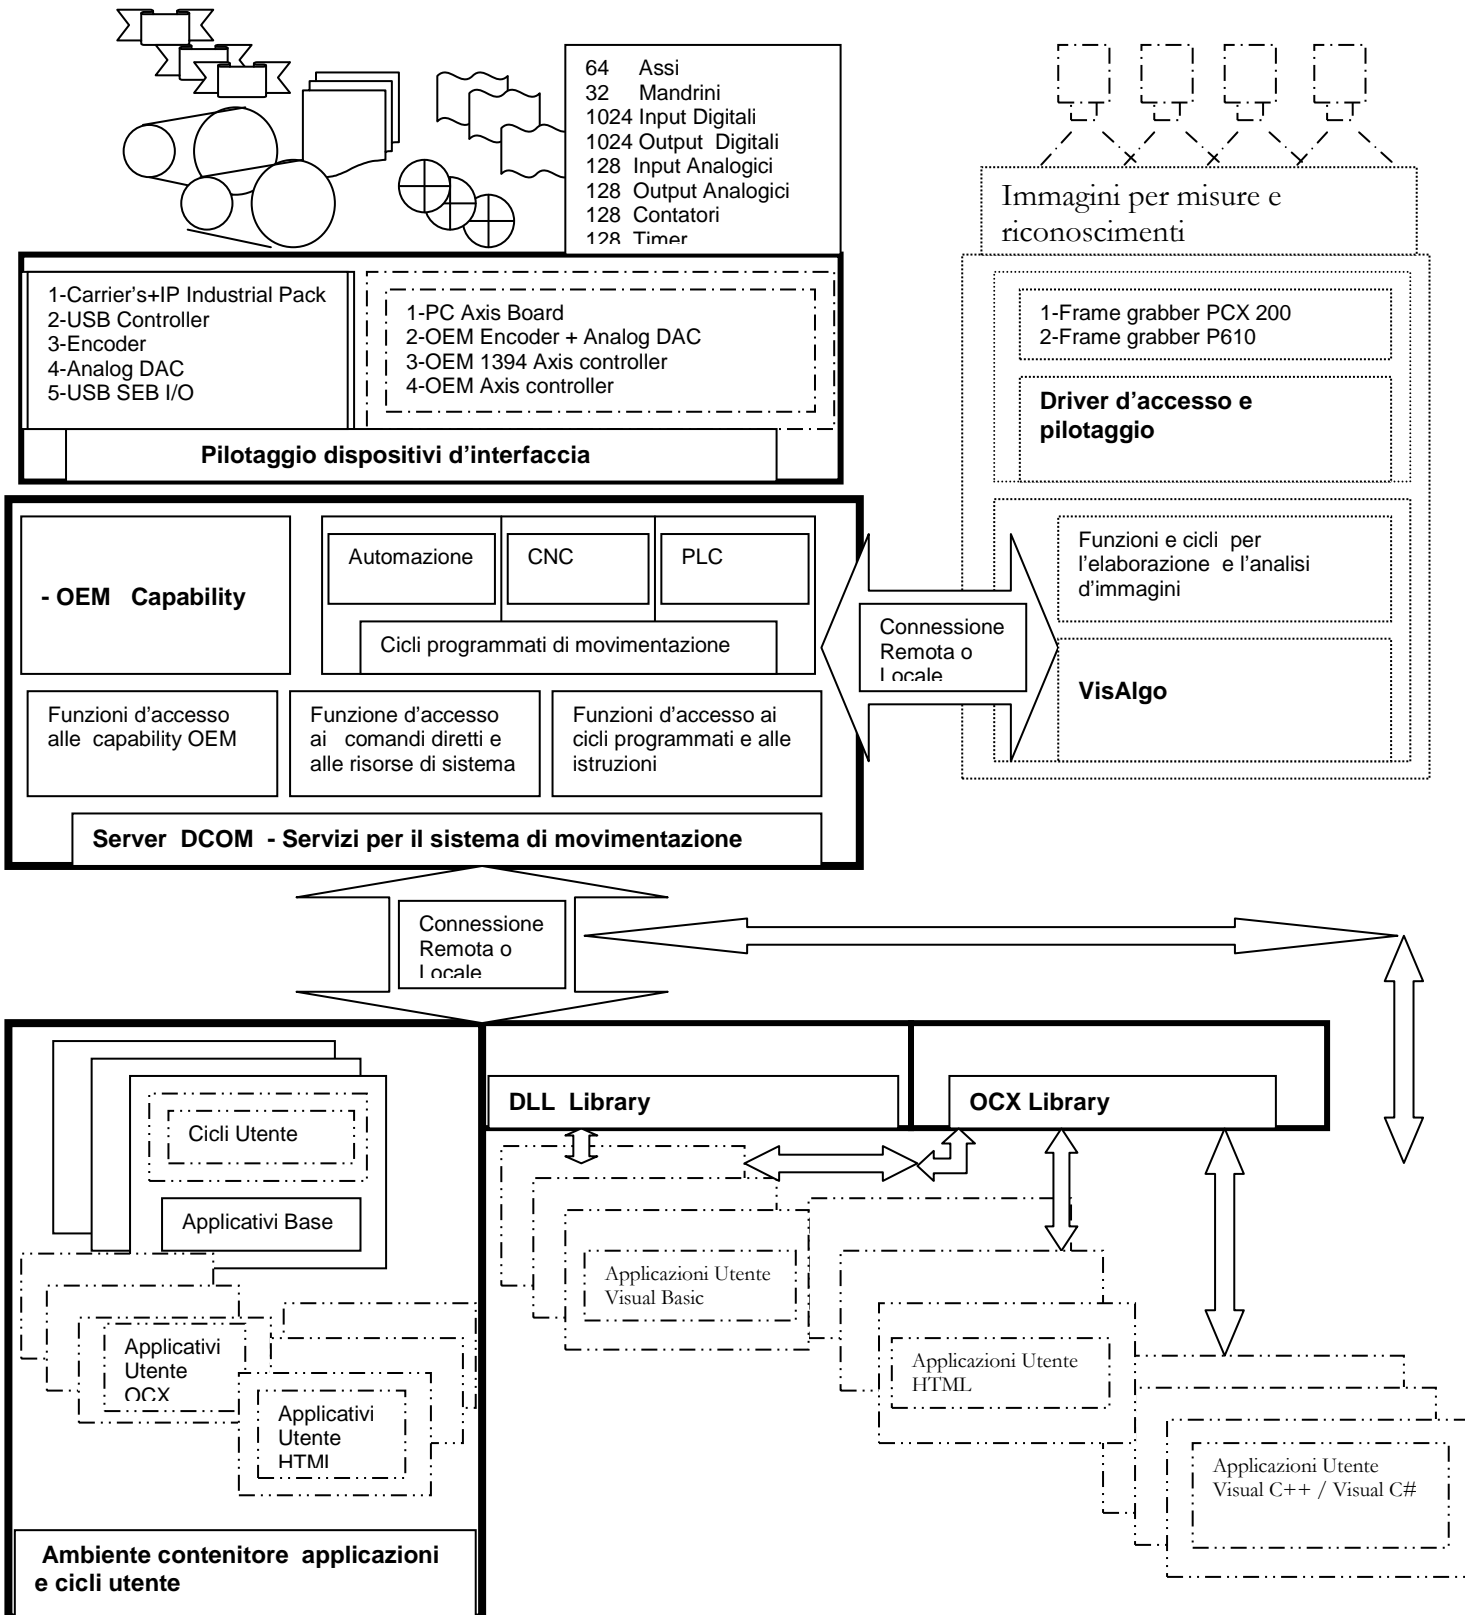 64 Assi
32 Mandrini
1024 Input Digitali
1024 Output Digitali
128 Input Analogici
128 Output Analogici
128 Contatori
128 Timer
Immagini per misure e
riconoscimenti
1-Carrier's+IP Industrial Pack
2-USB Controller
3-Encoder
4-Analog DAC
5-USB SEB I/O
1-PC Axis Board
2-OEM Encoder + Analog DAC
3-OEM 1394 Axis controller
4-OEM Axis controller
Pilotaggio dispositivi d'interfaccia
1-Frame grabber PCX 200
2-Frame grabber P610
Driver d'accesso e
pilotaggio
- OEM Capability
Automazione
CNC
PLC
Cicli programmati di movimentazione
Funzioni d'accesso
alle capability OEM
Funzione d'accesso
ai comandi diretti e
alle risorse di sistema
Funzioni d'accesso ai
cicli programmati e alle
istruzioni
Server DCOM - Servizi per il sistema di movimentazione
Connessione
Remota o
Locale
Funzioni e cicli per
l'elaborazione e l'analisi
d'immagini
VisAlgo
Connessione
Remota o
Locale
DLL Library
OCX Library
Cicli Utente
Applicativi Base
Applicativi
Utente
OCX
Applicativi
Utente
HTML
Applicazioni Utente
Visual Basic
Applicazioni Utente
HTML
Applicazioni Utente
Visual C++ / Visual C#
Ambiente contenitore applicazioni
e cicli utente